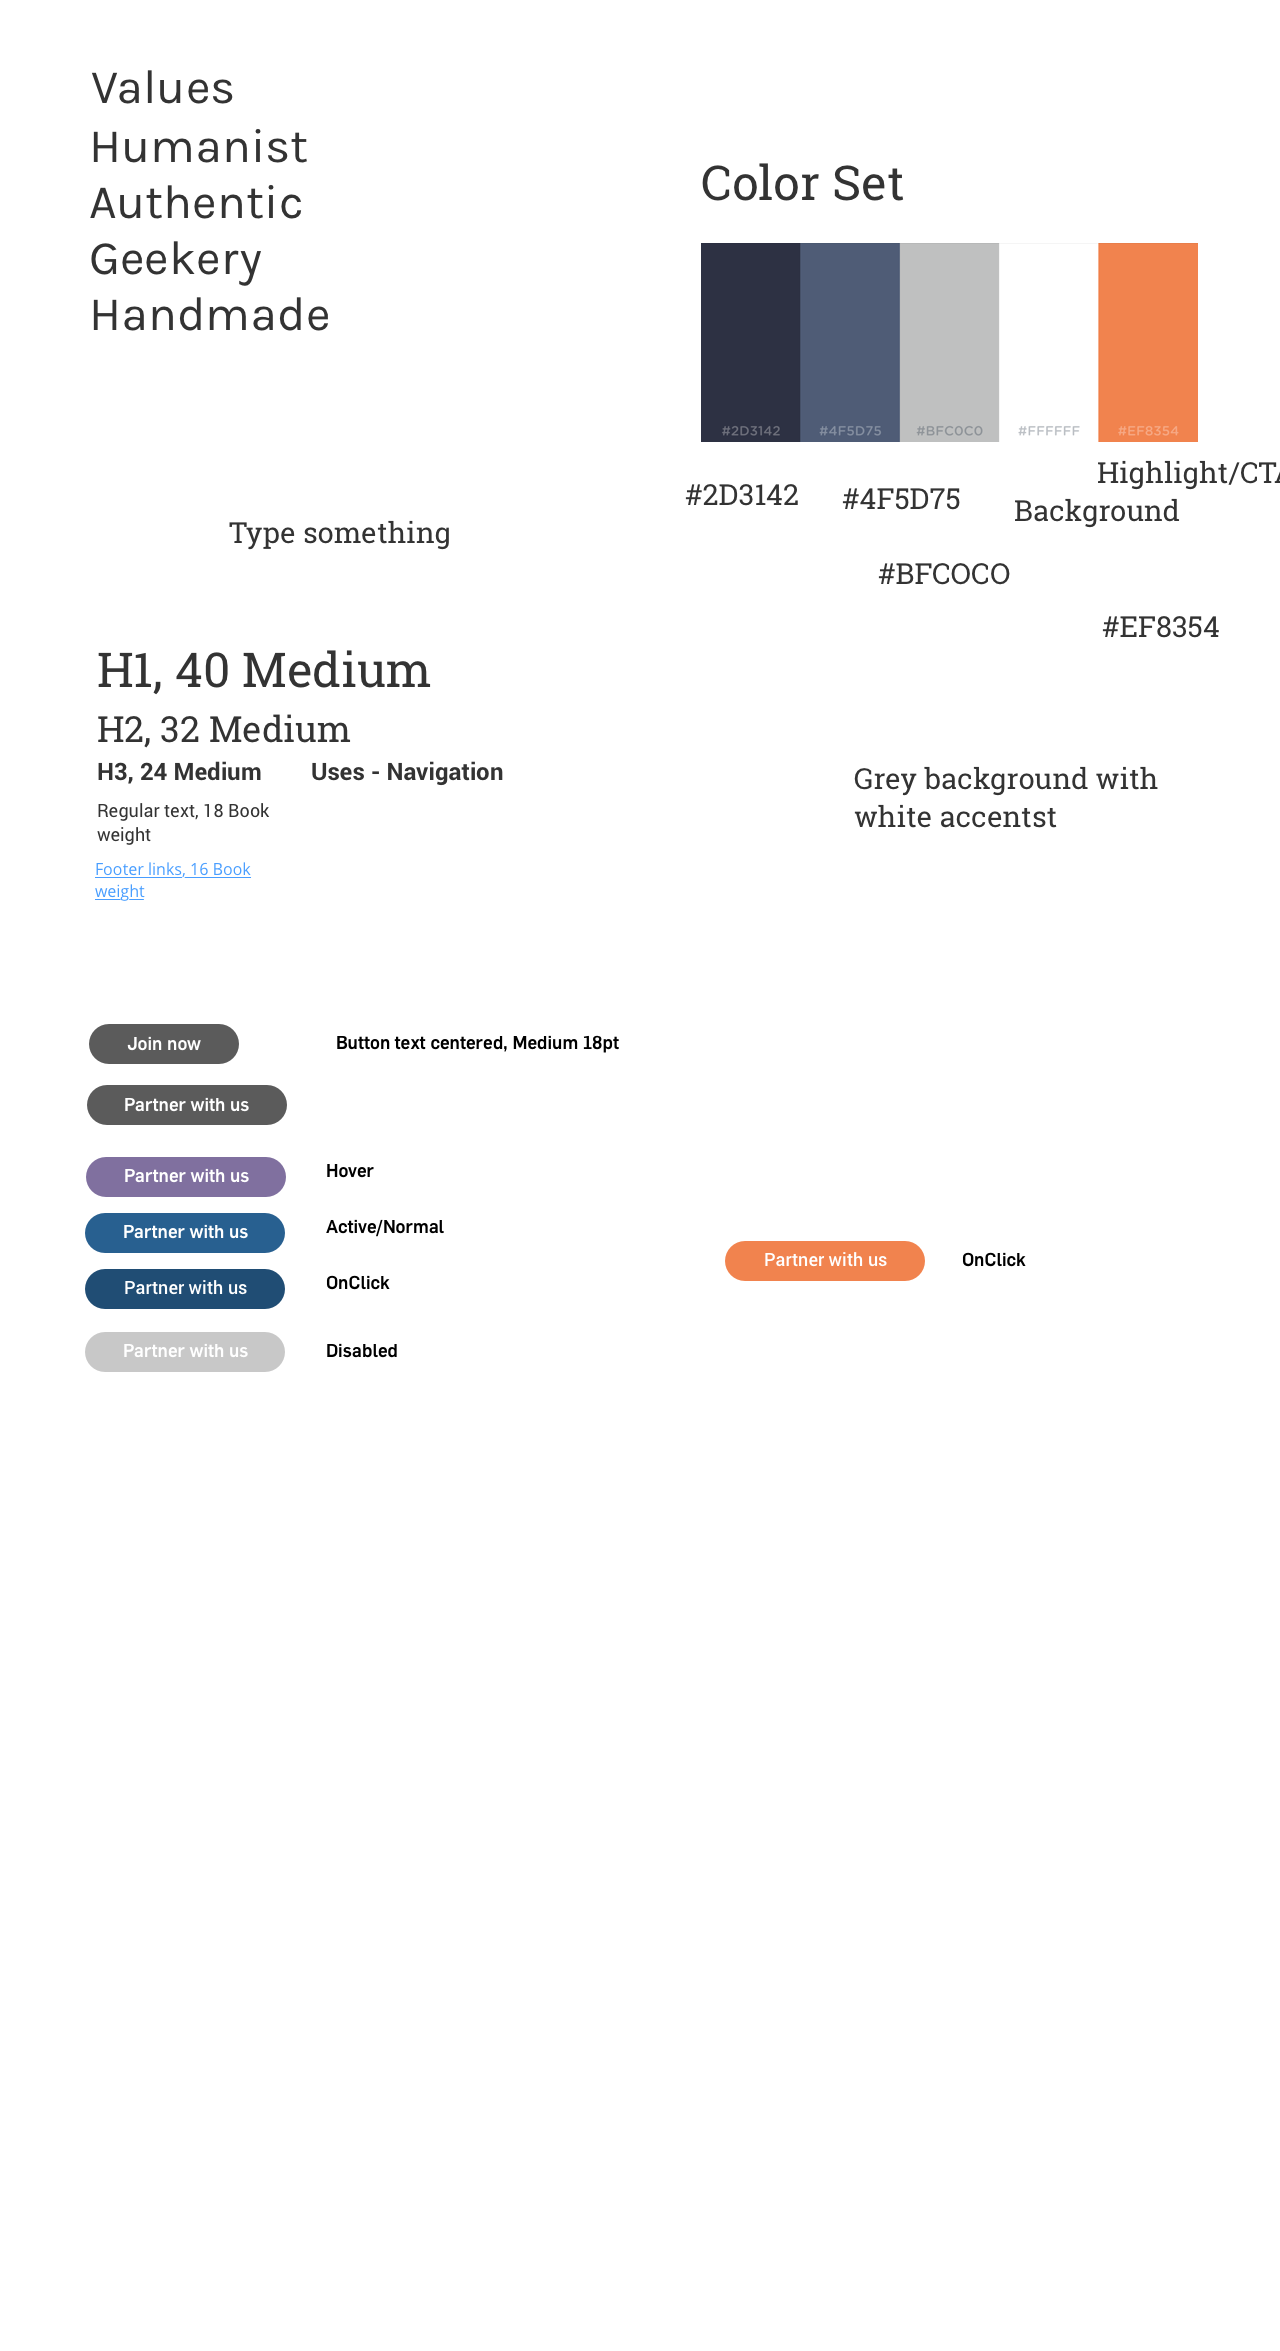 Values
Humanist
Authentic
Geekery
Handmade
Color Set
#2D3142 #4F5D75 #BFC0C0 #FFFFFF #EF8354
Highlight/CTA
#2D3142
#4F5D75
Background
Type something
#BFCOCO
#EF8354
H1, 40 Medium
H2, 32 Medium
H3, 24 Medium Uses - Navigation
Regular text, 18 Book
weight
Footer links, 16 Book
weight
Grey background with
white accentst
Join now Button text centered, Medium 18pt
Partner with us
Partner with us Hover
Partner with us Active/Normal
Partner with us OnClick
Partner with us OnClick
Partner with us Disabled